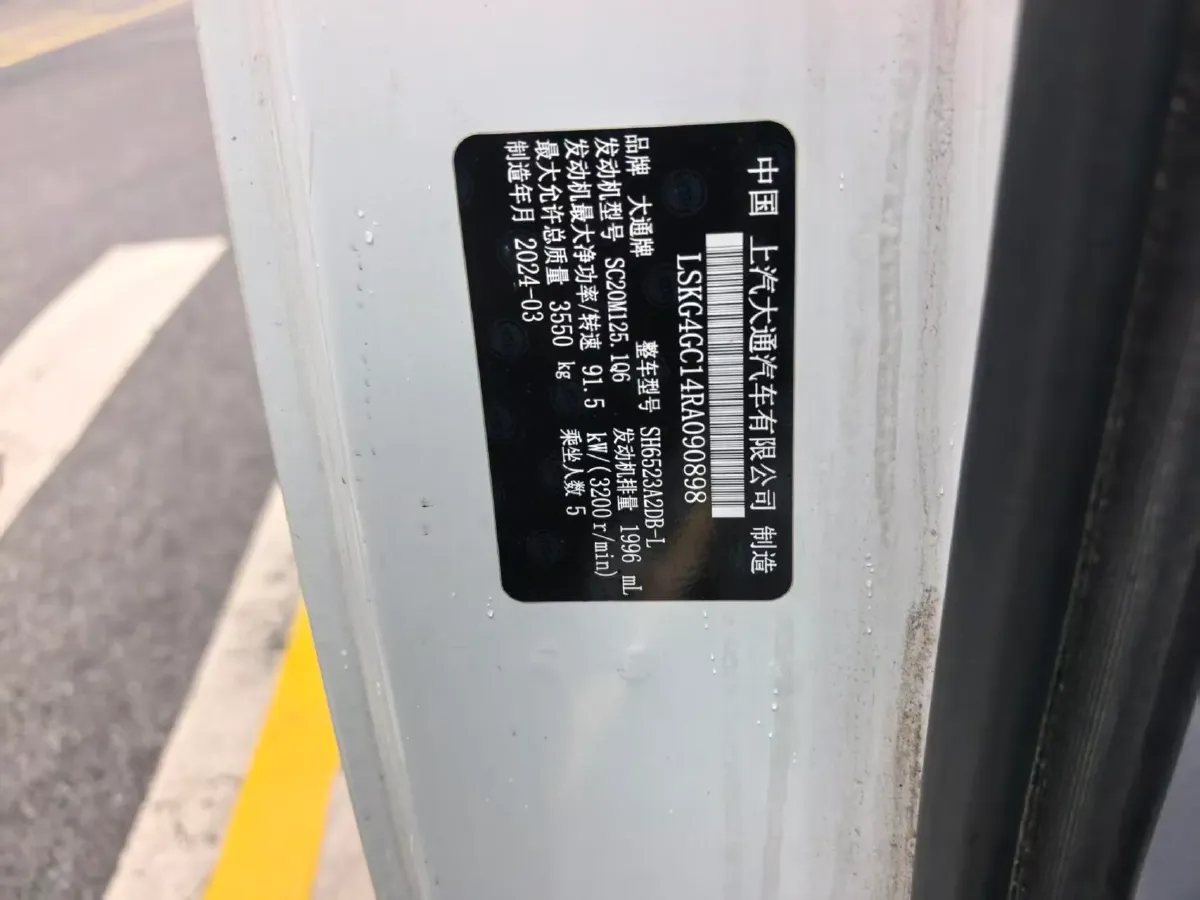 中国 上汽大通汽车有限公司 制造
LSKG4GC14RA090898
品牌 大通牌 整车型号 SH6523A2DB-L
发动机型号 SC20M125.1Q6 发动机排量 1996 mL
发动机最大净功率/转速 91.5 kW/(3200r/min)
最大允许总质量 3550 kg 乘坐人数 5
制造年月 2024-03